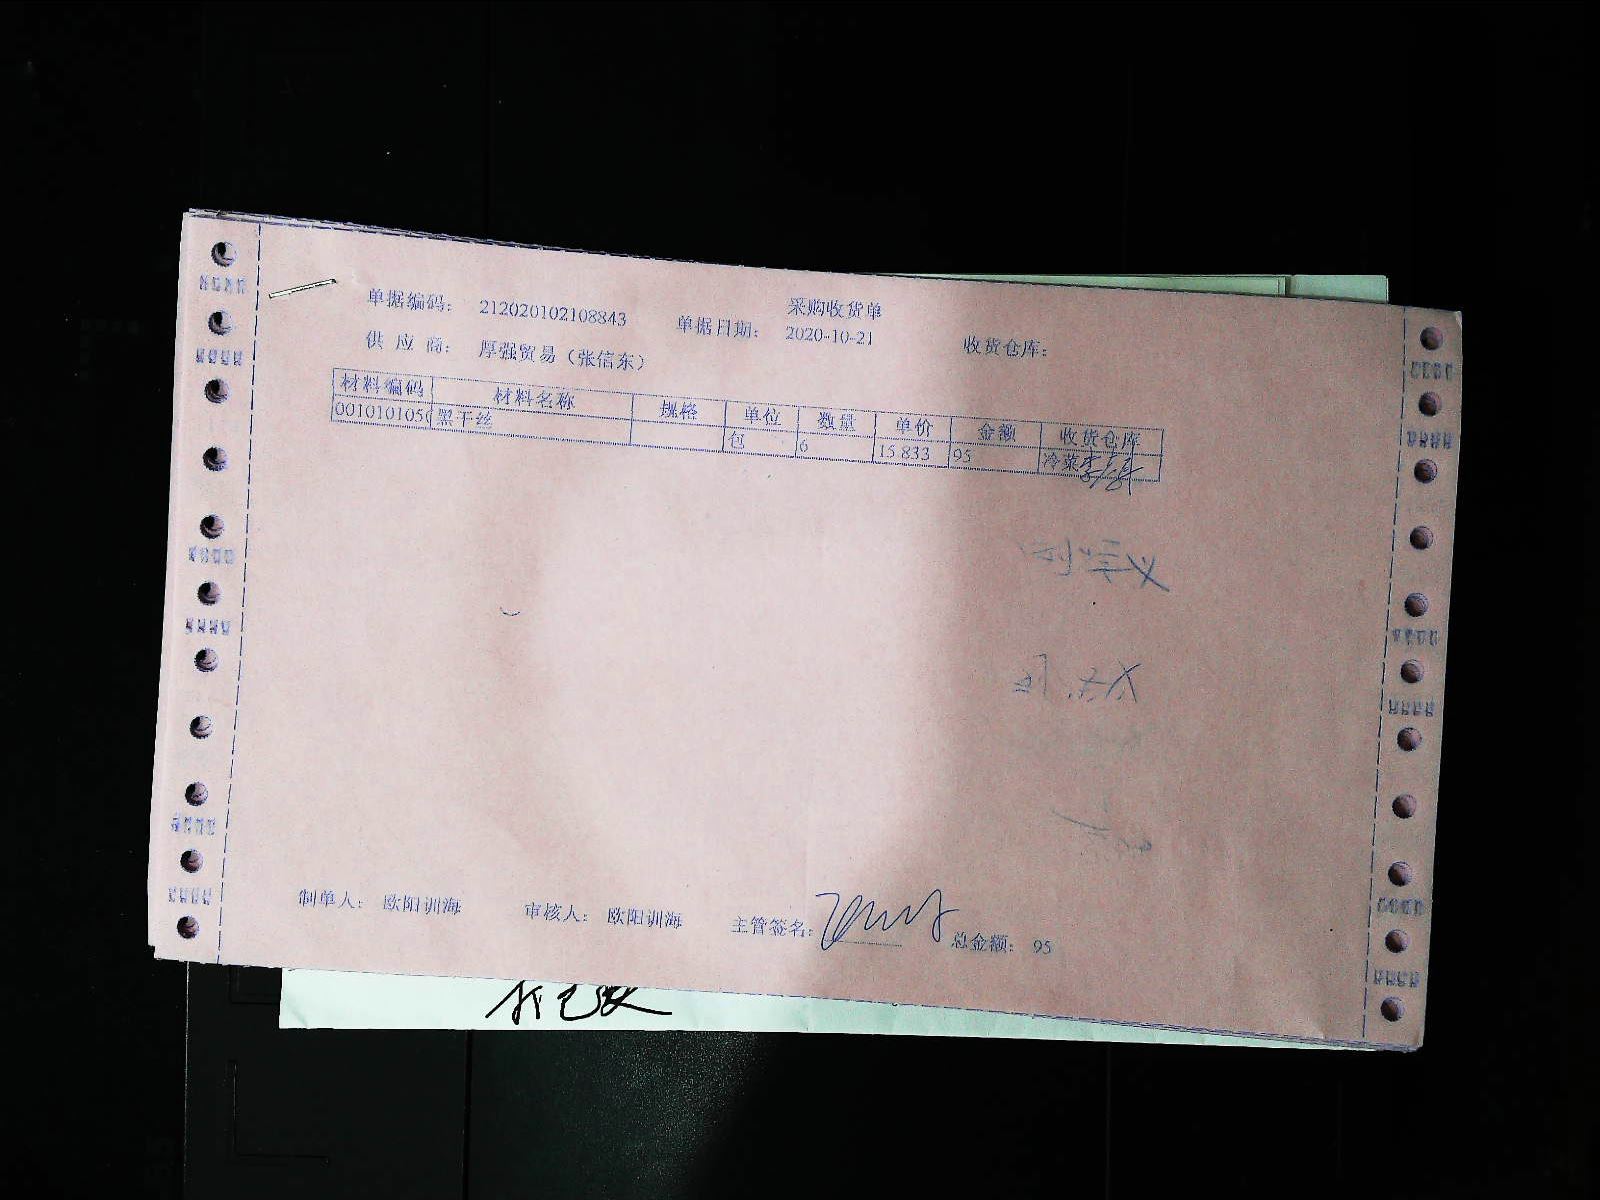 采购收货单
单据编码: 212020102108843 单据日期: 2020-10-21 收货仓库:
供应商: 厚强贸易（张信东）
材料编码 材料名称 规格 单位 数量 单价 金额 收货仓库
0010101050 黑干丝 包 6 15.833 95 冷菜
制单人: 欧阳训海 审核人: 欧阳训海 主管签名: 总金额: 95